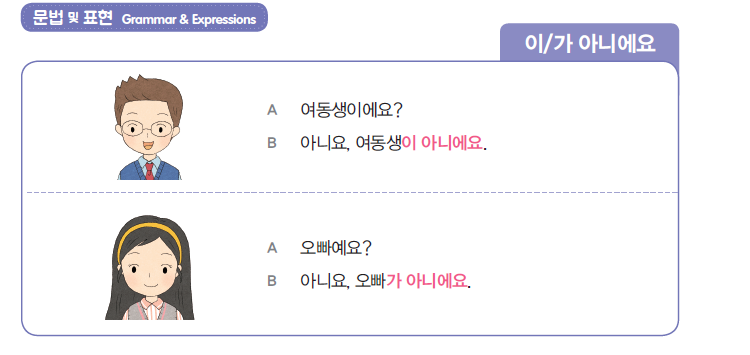 문법 및 표현 Grammar & Expressions
이/가 아니에요
A 여동생이에요?
B 아니요, 여동생이 아니에요.
A 오빠예요?
B 아니요, 오빠가 아니에요.